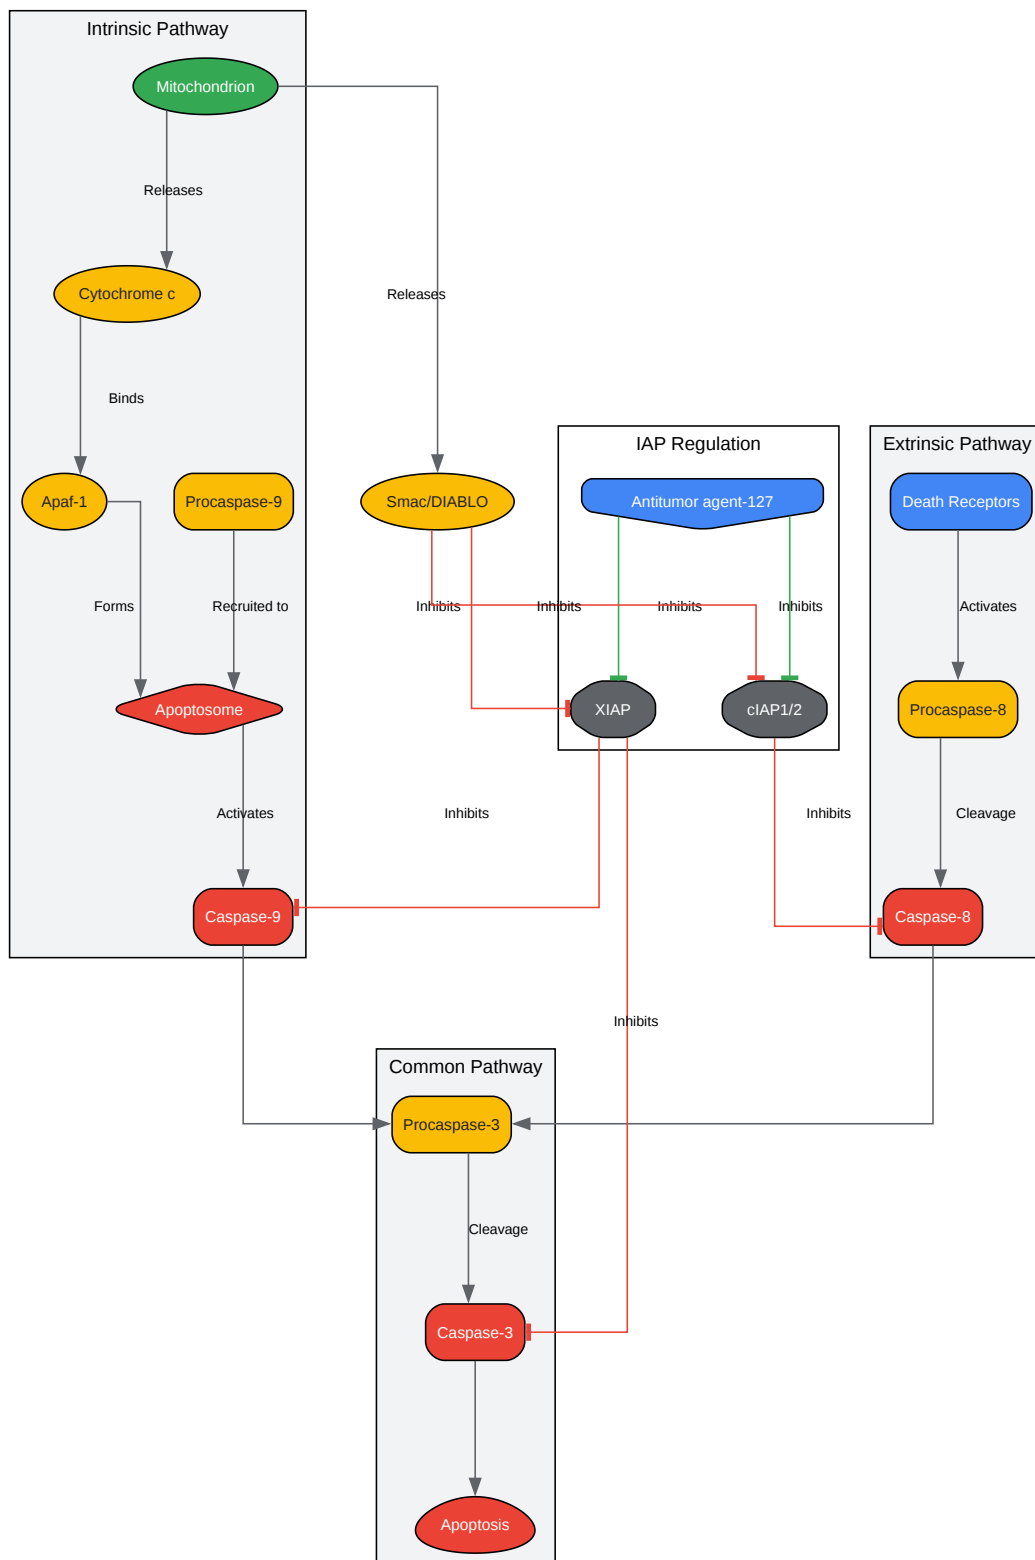 Intrinsic Pathway
Mitochondrion
Releases
Cytochrome c
Releases
Binds
IAP Regulation
Extrinsic Pathway
Apaf-1
Procaspase-9
Smac/DIABLO
Antitumor agent-127
Death Receptors
Forms
Recruited to
Inhibits
Inhibits
Inhibits
Inhibits
Activates
Apoptosome
XIAP
cIAP1/2
Procaspase-8
Activates
Inhibits
Inhibits
Cleavage
Caspase-9
Caspase-8
Inhibits
Common Pathway
Procaspase-3
Cleavage
Caspase-3
Apoptosis